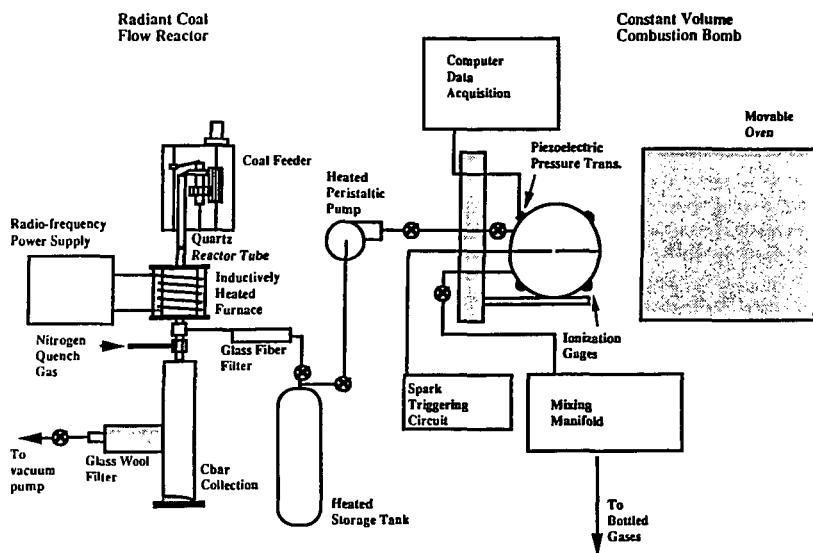 Radiant Coal
Flow Reactor
Constant Volume
Combustion Bomb
Computer
Data
Acquisition
Movable
Oven
Piezoelectric
Pressure Trans.
Coal Feeder
Heated
Peristaltic
Pump
Radio-frequency
Power Supply
Quartz
Reactor Tube
Inductively
Heated
Furnace
Nitrogen
Quench
Gas
Glass Fiber
Filter
Ionization
Gages
Spark
Triggering
Circuit
Mixing
Manifold
To
vacuum
pump
Glass Wool
Filter
Cbar
Collection
Heated
Storage Tank
To
Bottled
Gases